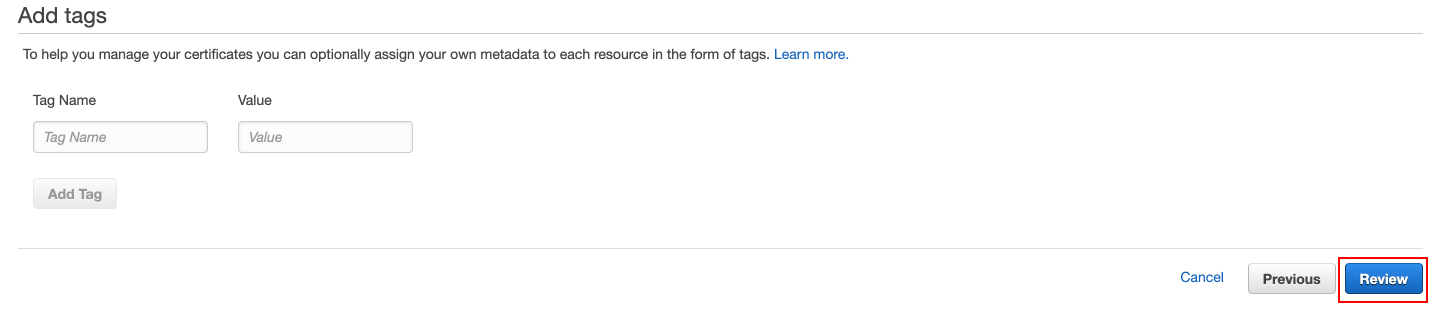 Add tags
To help you manage your certificates you can optionally assign your own metadata to each resource in the form of tags. Learn more.
Tag Name Value
Tag Name Value
Add Tag
Cancel Previous Review